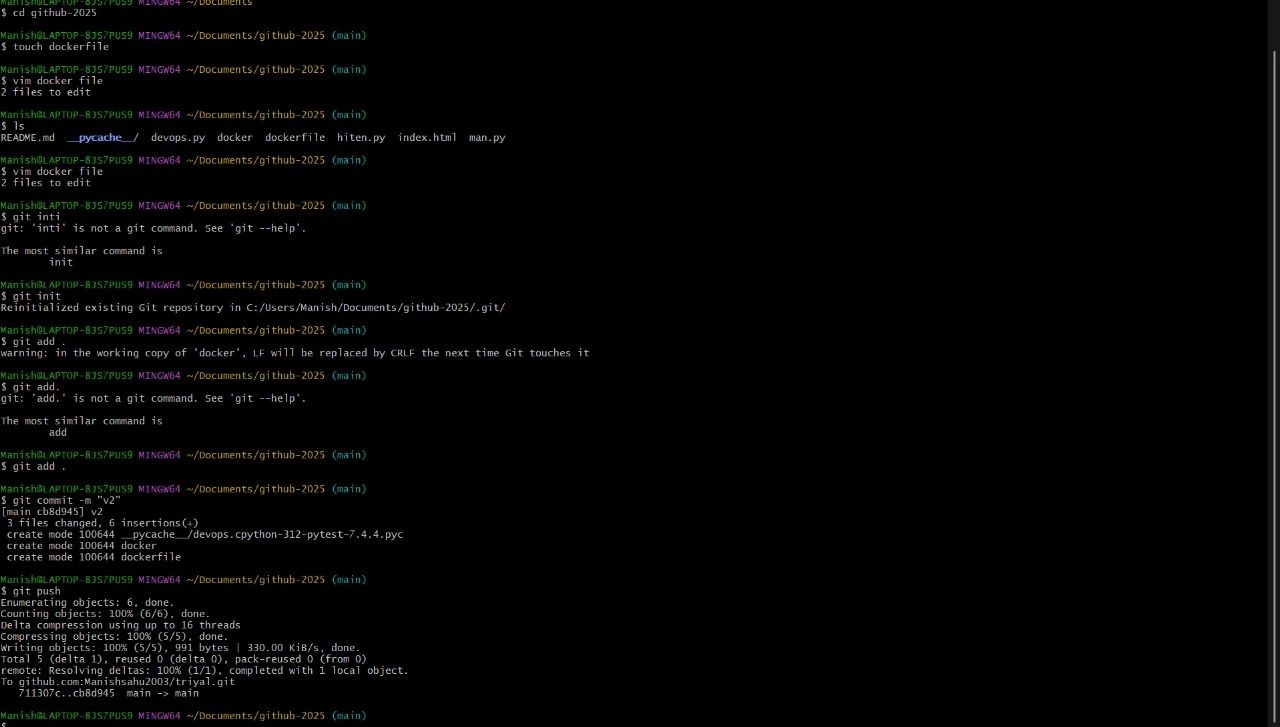 Manish@LAPTOP-8JS7PUS9 MINGW64 ~/Documents
$ cd github-2025
Manish@LAPTOP-8JS7PUS9 MINGW64 ~/Documents/github-2025 (main)
$ touch dockerfile
Manish@LAPTOP-8JS7PUS9 MINGW64 ~/Documents/github-2025 (main)
$ vim docker file
2 files to edit
Manish@LAPTOP-8JS7PUS9 MINGW64 ~/Documents/github-2025 (main)
$ ls
README.md  __pycache__/  devops.py  docker  dockerfile  hiten.py  index.html  man.py
Manish@LAPTOP-8JS7PUS9 MINGW64 ~/Documents/github-2025 (main)
$ vim docker file
2 files to edit
Manish@LAPTOP-8JS7PUS9 MINGW64 ~/Documents/github-2025 (main)
$ git inti
git: 'inti' is not a git command. See 'git --help'.
The most similar command is
        init
Manish@LAPTOP-8JS7PUS9 MINGW64 ~/Documents/github-2025 (main)
$ git init
Reinitialized existing Git repository in C:/Users/Manish/Documents/github-2025/.git/
Manish@LAPTOP-8JS7PUS9 MINGW64 ~/Documents/github-2025 (main)
$ git add .
warning: in the working copy of 'docker', LF will be replaced by CRLF the next time Git touches it
Manish@LAPTOP-8JS7PUS9 MINGW64 ~/Documents/github-2025 (main)
$ git add.
git: 'add.' is not a git command. See 'git --help'.
The most similar command is
        add
Manish@LAPTOP-8JS7PUS9 MINGW64 ~/Documents/github-2025 (main)
$ git add .
Manish@LAPTOP-8JS7PUS9 MINGW64 ~/Documents/github-2025 (main)
$ git commit -m "v2"
[main cb8d945] v2
 3 files changed, 6 insertions(+)
 create mode 100644 __pycache__/devops.cpython-312-pytest-7.4.4.pyc
 create mode 100644 docker
 create mode 100644 dockerfile
Manish@LAPTOP-8JS7PUS9 MINGW64 ~/Documents/github-2025 (main)
$ git push
Enumerating objects: 6, done.
Counting objects: 100% (6/6), done.
Delta compression using up to 16 threads
Compressing objects: 100% (5/5), done.
Writing objects: 100% (5/5), 991 bytes | 330.00 KiB/s, done.
Total 5 (delta 1), reused 0 (delta 0), pack-reused 0 (from 0)
remote: Resolving deltas: 100% (1/1), completed with 1 local object.
To github.com:Manishsahu2003/triyal.git
   711307c..cb8d945  main -> main
Manish@LAPTOP-8JS7PUS9 MINGW64 ~/Documents/github-2025 (main)
$